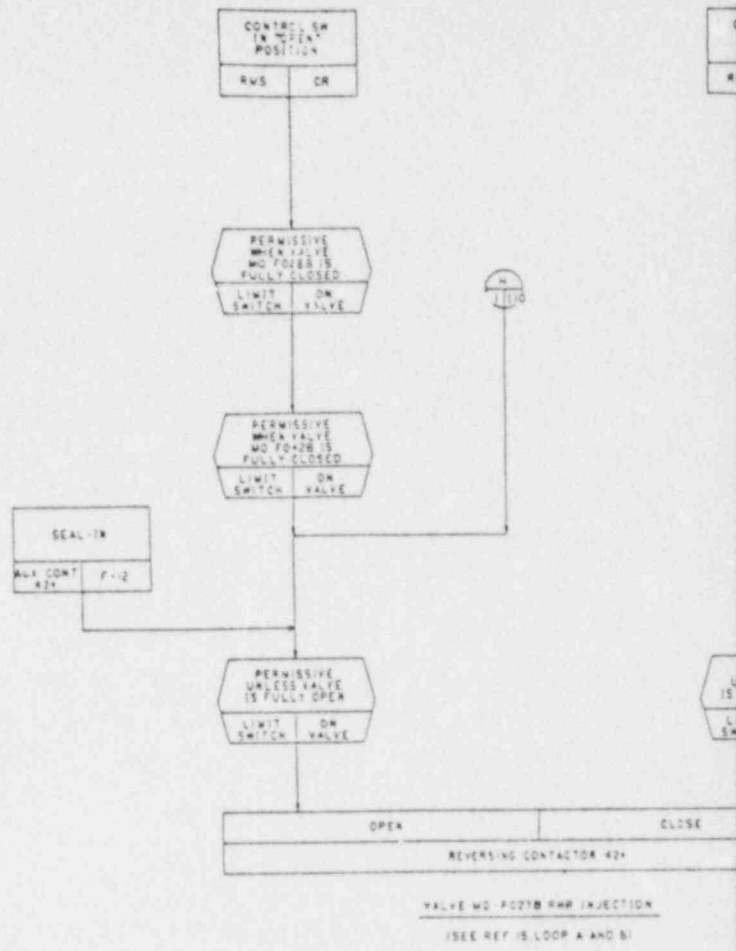 CONTROL SW
IN "OPEN"
POSITION
RMS CR
PERMISSIVE
WHEN VALVE
MO F028B IS
FULLY CLOSED
LIMIT SWITCH ON VALVE
H
PERMISSIVE
WHEN VALVE
MO F042B IS
FULLY CLOSED
LIMIT SWITCH ON VALVE
SEAL-IN
AUX CONT 42* F-12
PERMISSIVE
UNLESS VALVE
IS FULLY OPEN
LIMIT SWITCH ON VALVE
OPEN CLOSE
REVERSING CONTACTOR 42*
VALVE MO F027B RHR INJECTION
(SEE REF 15, LOOP A AND B)